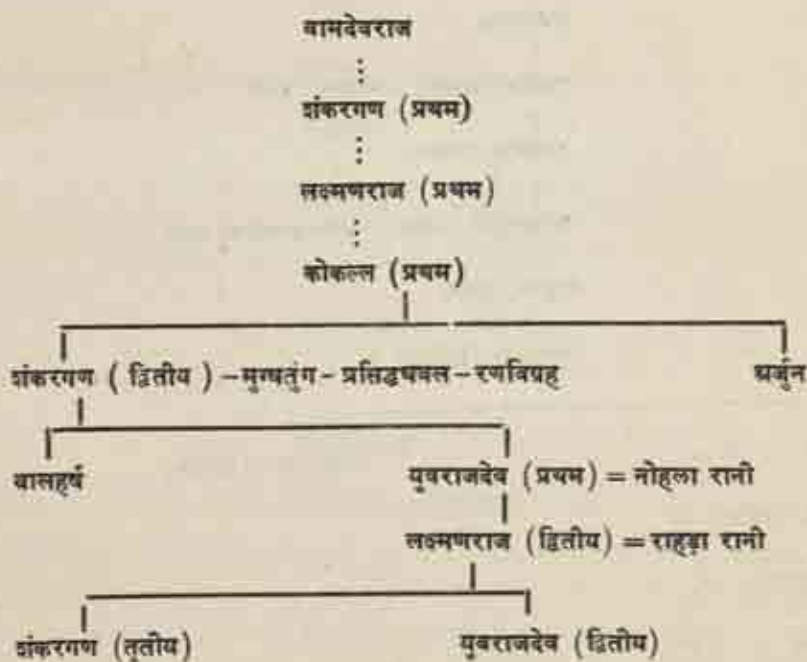 वामदेवराज
शंकरगण (प्रथम)
लक्ष्मणराज (प्रथम)
कोकल्ल (प्रथम)
शंकरगण ( द्वितीय ) –मुग्धतुंग – प्रसिद्धधवल – रणविग्रह अर्जुन
बालहर्ष युवराजदेव (प्रथम) = नोहला रानी
लक्ष्मणराज (द्वितीय) = राहड़ा रानी
शंकरगण (तृतीय) युवराजदेव (द्वितीय)